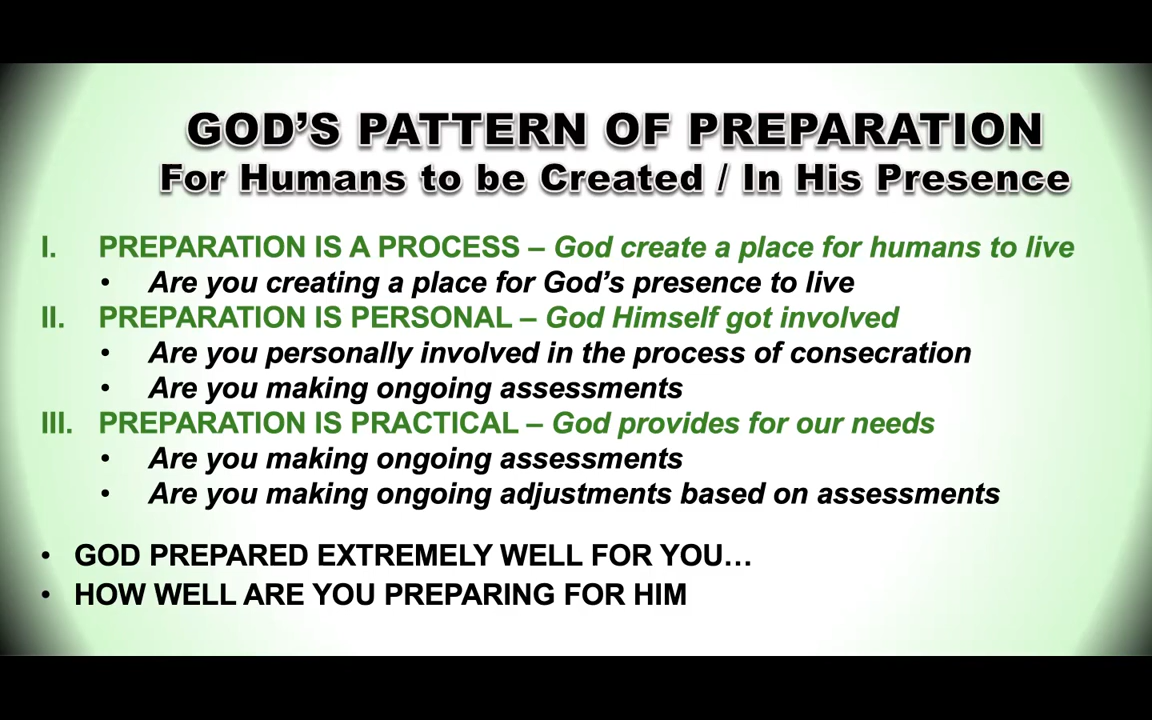 GOD’S PATTERN OF PREPARATION
For Humans to be Created / In His Presence
I. PREPARATION IS A PROCESS – God create a place for humans to live
• Are you creating a place for God’s presence to live
II. PREPARATION IS PERSONAL – God Himself got involved
• Are you personally involved in the process of consecration
• Are you making ongoing assessments
III. PREPARATION IS PRACTICAL – God provides for our needs
• Are you making ongoing assessments
• Are you making ongoing adjustments based on assessments
• GOD PREPARED EXTREMELY WELL FOR YOU…
• HOW WELL ARE YOU PREPARING FOR HIM